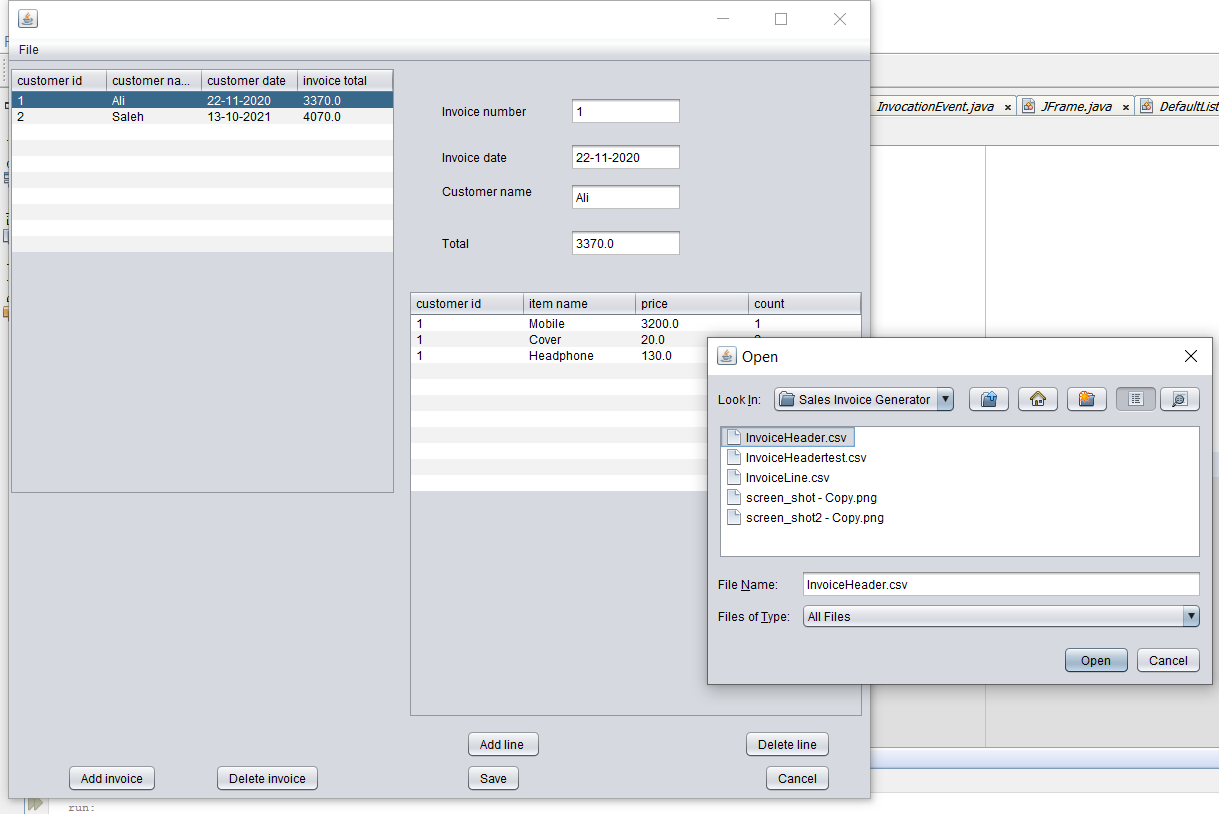 File
customer id customer na... customer date invoice total
1 Ali 22-11-2020 3370.0
2 Saleh 13-10-2021 4070.0
Invoice number 1
Invoice date 22-11-2020
Customer name Ali
Total 3370.0
customer id item name price count
1 Mobile 3200.0 1
1 Cover 20.0
1 Headphone 130.0
Add line Delete line
Add invoice Delete invoice Save Cancel
InvocationEvent.java JFrame.java DefaultList
Open
Look In: Sales Invoice Generator
InvoiceHeader.csv
InvoiceHeadertest.csv
InvoiceLine.csv
screen_shot - Copy.png
screen_shot2 - Copy.png
File Name: InvoiceHeader.csv
Files of Type: All Files
Open Cancel
run: